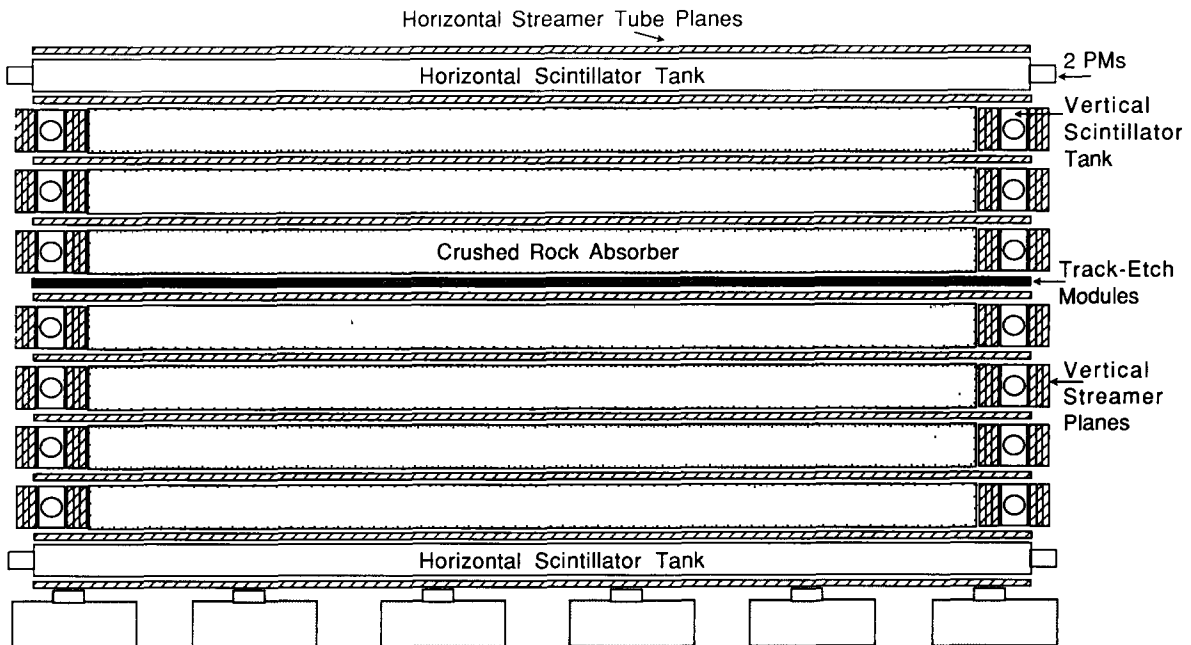 Horizontal Streamer Tube Planes
Horizontal Scintillator Tank
2 PMs
Vertical
Scintillator
Tank
Crushed Rock Absorber
Track-Etch
Modules
Vertical
Streamer
Planes
Horizontal Scintillator Tank